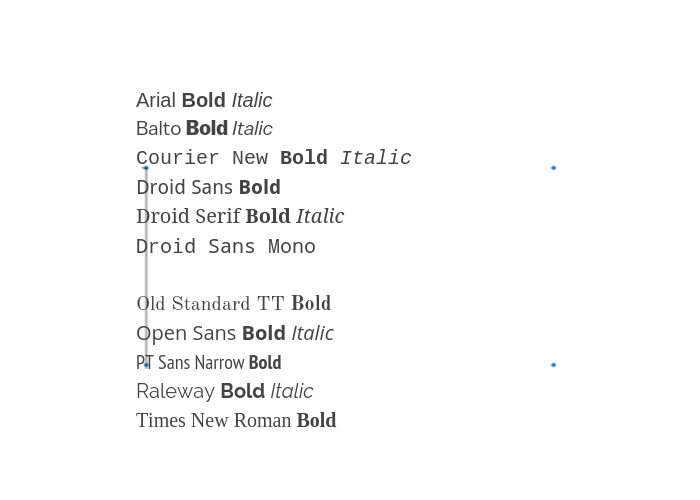 Arial Bold Italic
Balto Bold Italic
Courier New Bold Italic
Droid Sans Bold
Droid Serif Bold Italic
Droid Sans Mono
Old Standard TT Bold
Open Sans Bold Italic
PT Sans Narrow Bold
Raleway Bold Italic
Times New Roman Bold